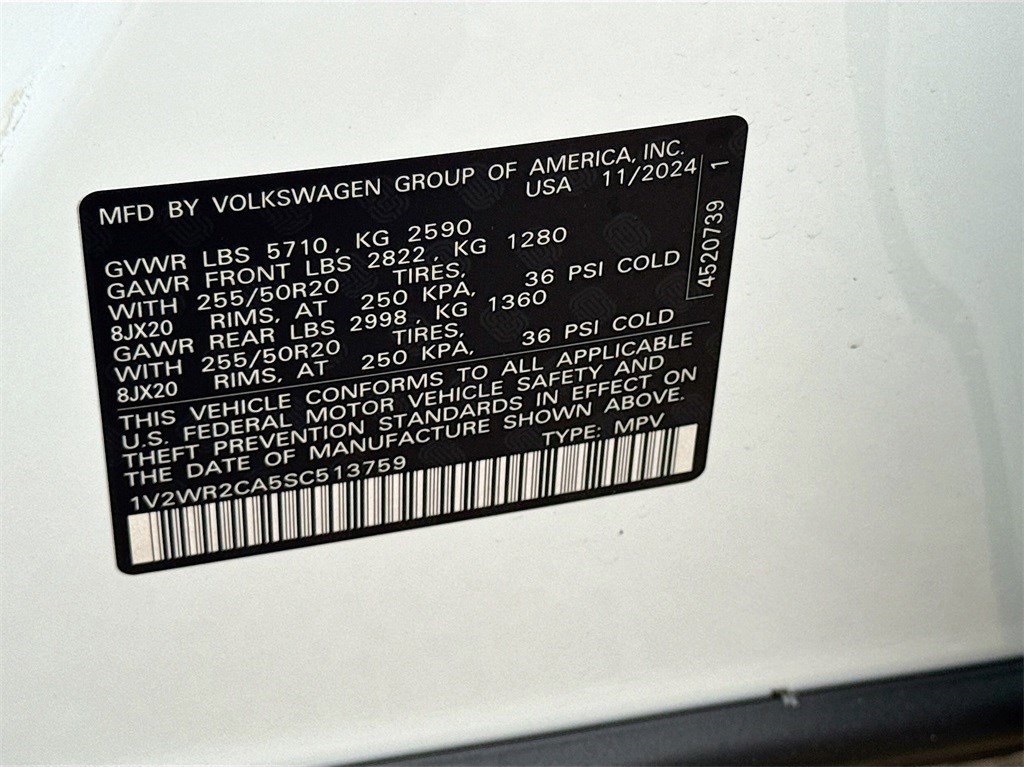 MFD BY VOLKSWAGEN GROUP OF AMERICA, INC.
USA 11/2024
GVWR LBS 5710, KG 2590
GAWR FRONT LBS 2822, KG 1280
WITH 255/50R20 TIRES,
8JX20 RIMS, AT 250 KPA, 36 PSI COLD
GAWR REAR LBS 2998, KG 1360
WITH 255/50R20 TIRES,
8JX20 RIMS, AT 250 KPA, 36 PSI COLD
THIS VEHICLE CONFORMS TO ALL APPLICABLE
U.S. FEDERAL MOTOR VEHICLE SAFETY AND
THEFT PREVENTION STANDARDS IN EFFECT ON
THE DATE OF MANUFACTURE SHOWN ABOVE.
1V2WR2CA5SC513759 TYPE: MPV
4520739 1